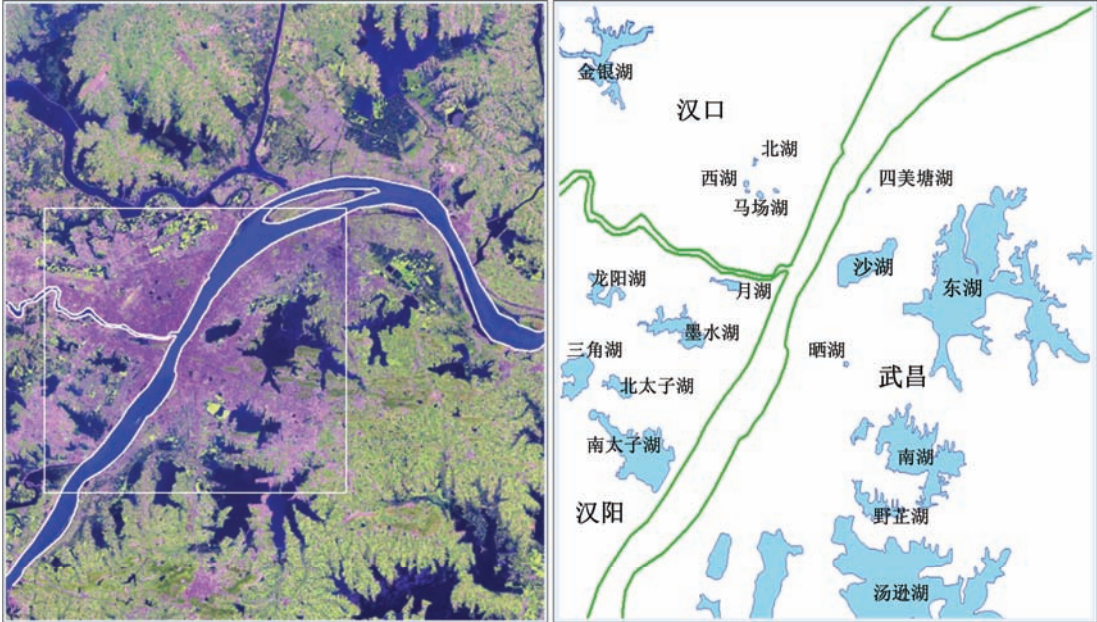 金银湖
汉口
北湖
西湖
四美塘湖
马场湖
沙湖
龙阳湖
月湖
东湖
墨水湖
三角湖
晒湖
武昌
北太子湖
南太子湖
南湖
汉阳
野芷湖
汤逊湖